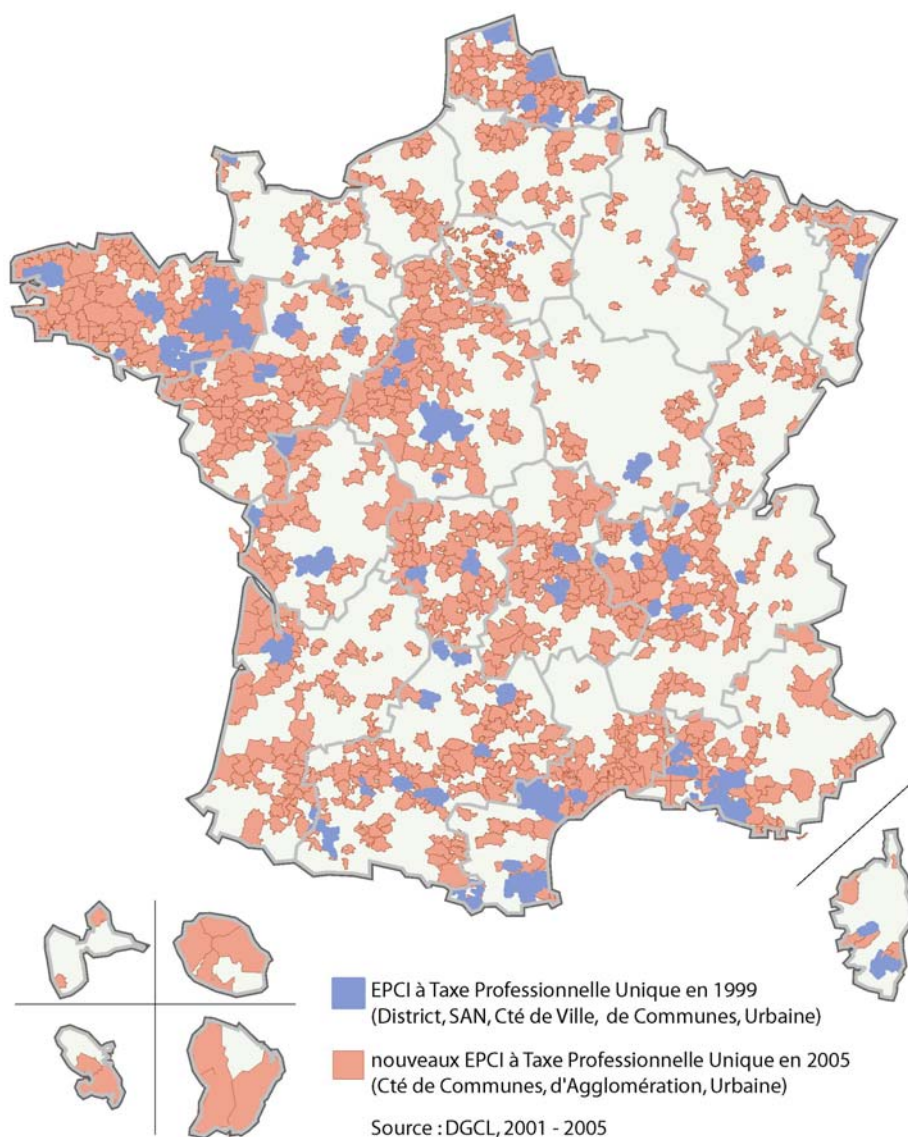 EPCI à Taxe Professionnelle Unique en 1999
(District, SAN, Cté de Ville, de Communes, Urbaine)
nouveaux EPCI à Taxe Professionnelle Unique en 2005
(Cté de Communes, d'Agglomération, Urbaine)
Source : DGCL, 2001 - 2005